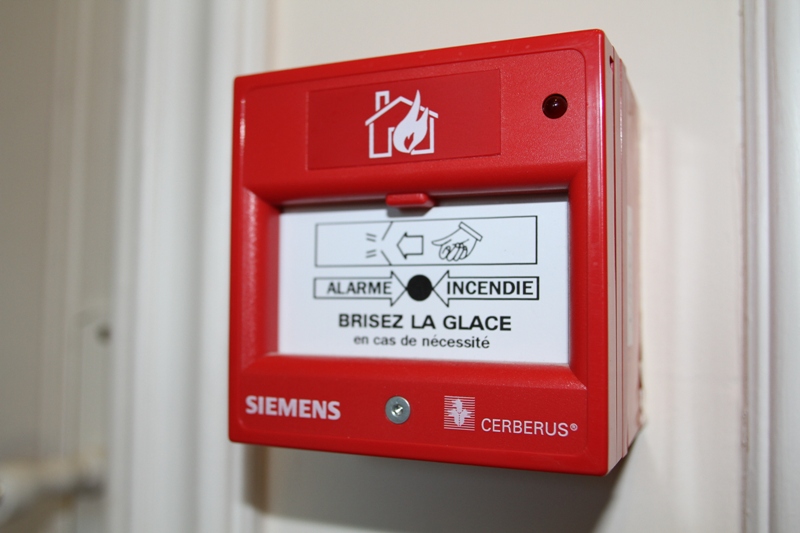 ALARME INCENDIE
BRISEZ LA GLACE
en cas de nécessité
SIEMENS
CERBERUS®